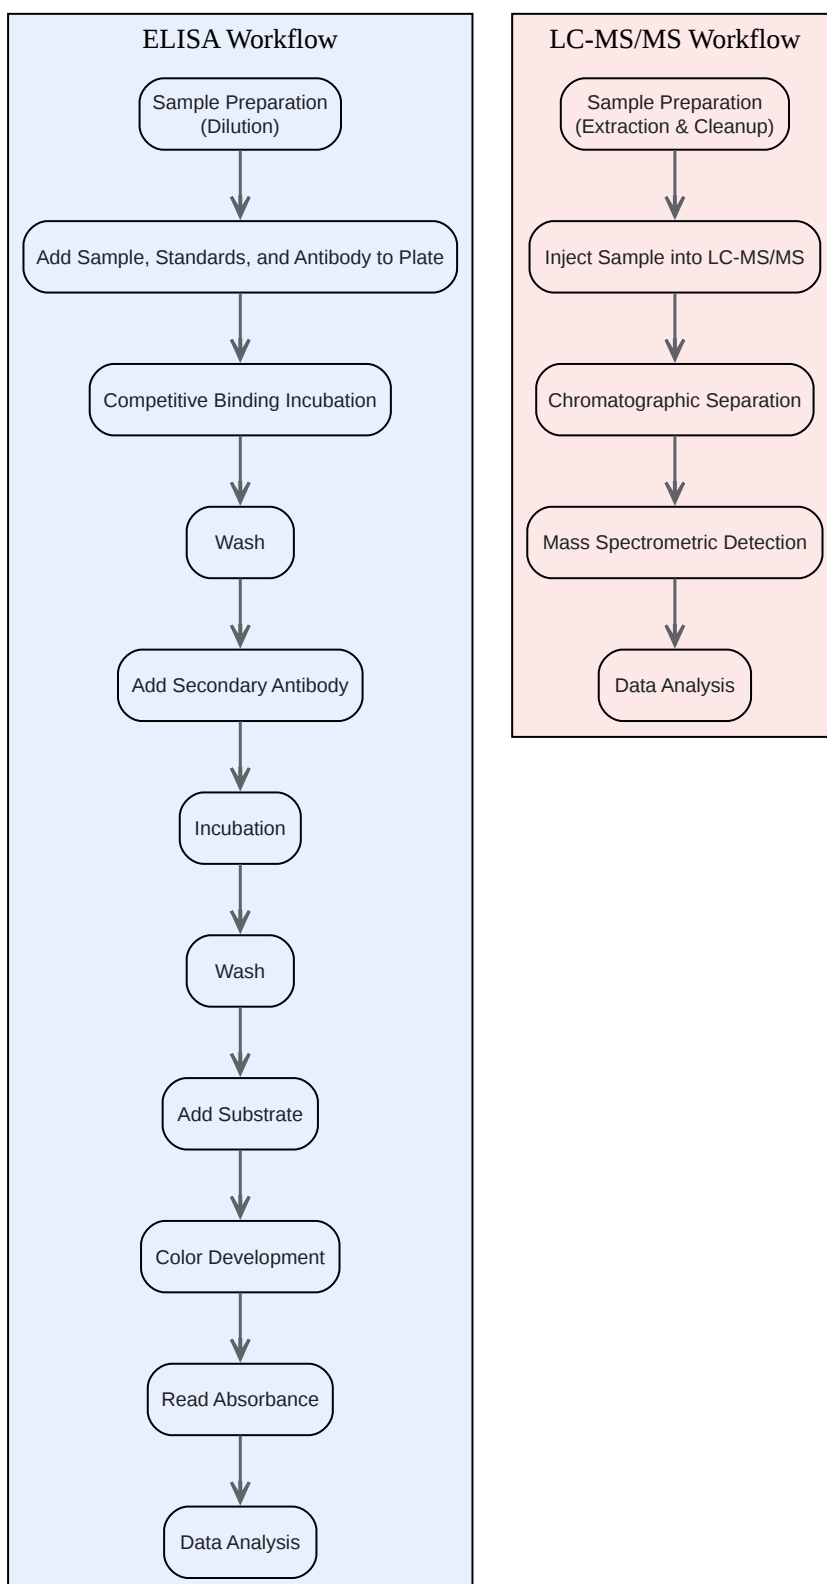 ELISA Workflow
Sample Preparation
(Dilution)
Add Sample, Standards, and Antibody to Plate
Competitive Binding Incubation
Wash
Add Secondary Antibody
Incubation
Wash
Add Substrate
Color Development
Read Absorbance
Data Analysis
LC-MS/MS Workflow
Sample Preparation
(Extraction & Cleanup)
Inject Sample into LC-MS/MS
Chromatographic Separation
Mass Spectrometric Detection
Data Analysis